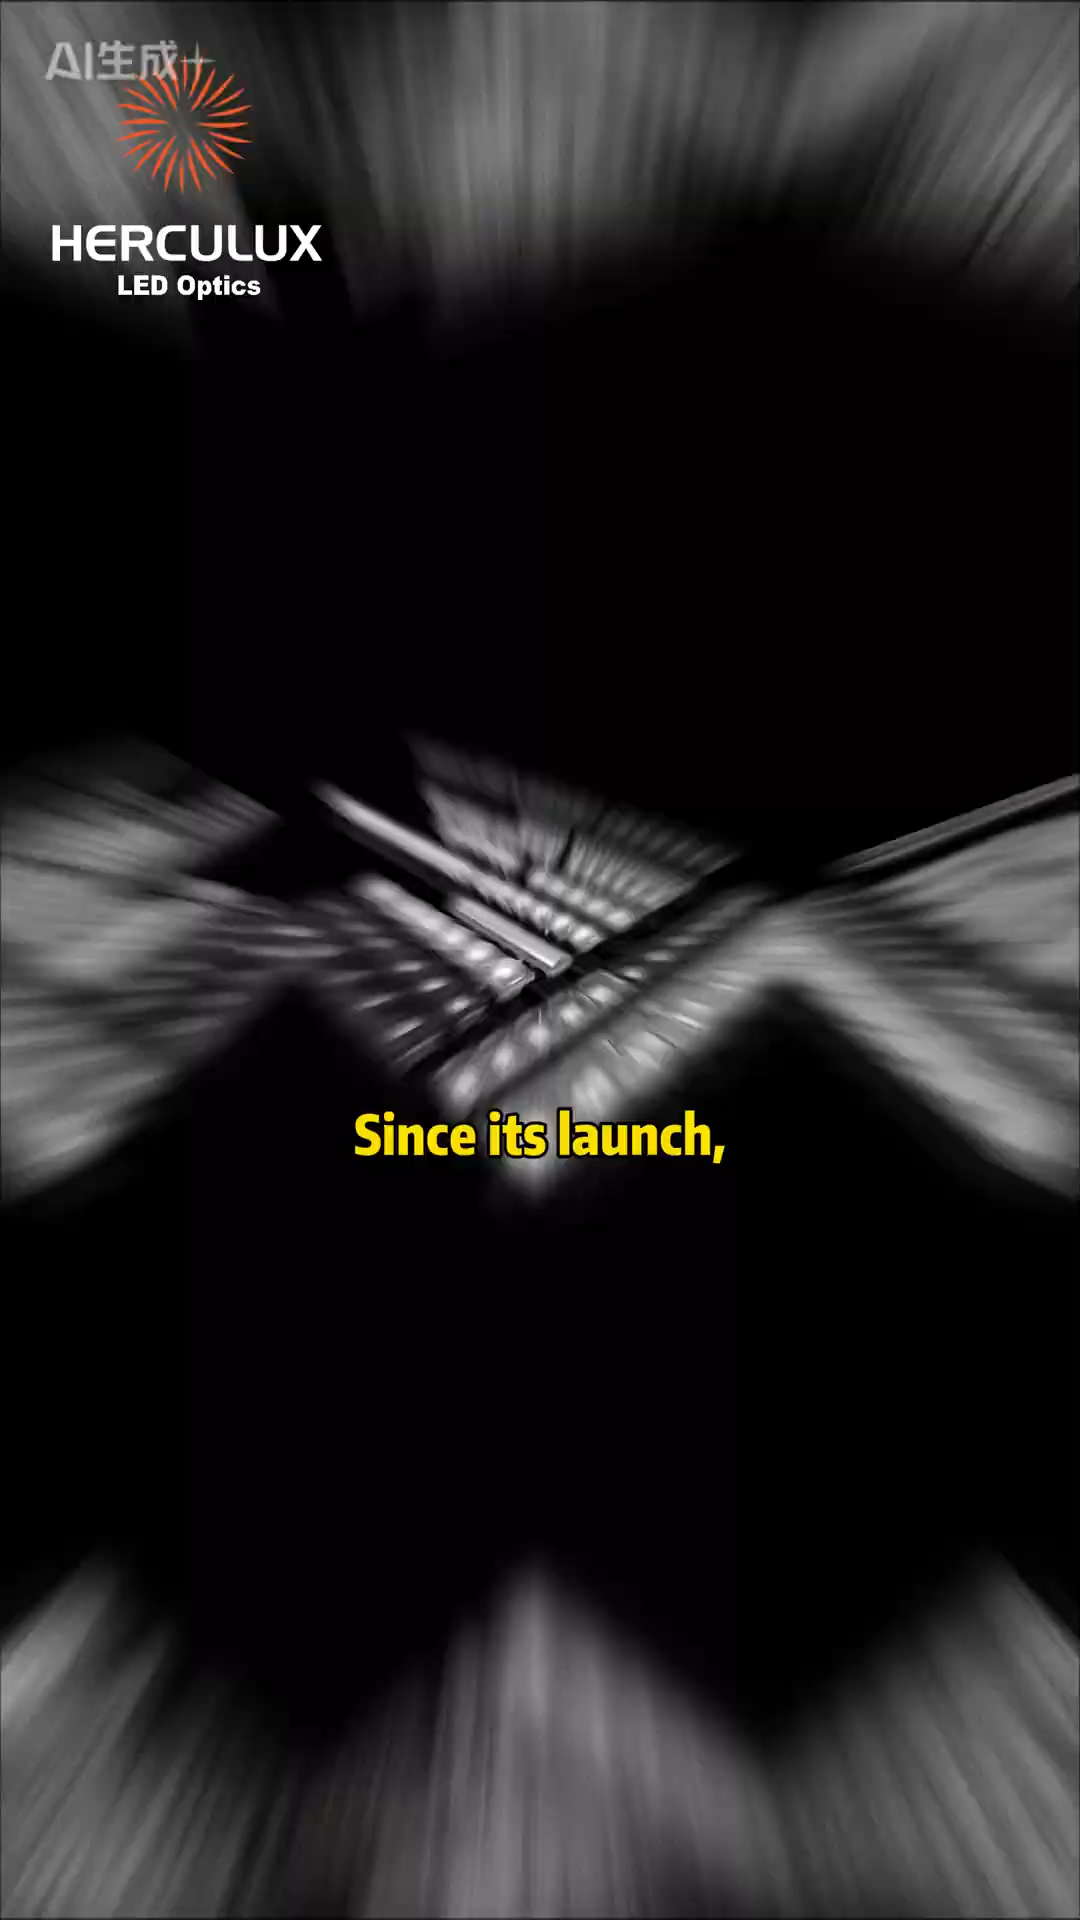 AI生成
HERCULUX
LED Optics
Since its launch,